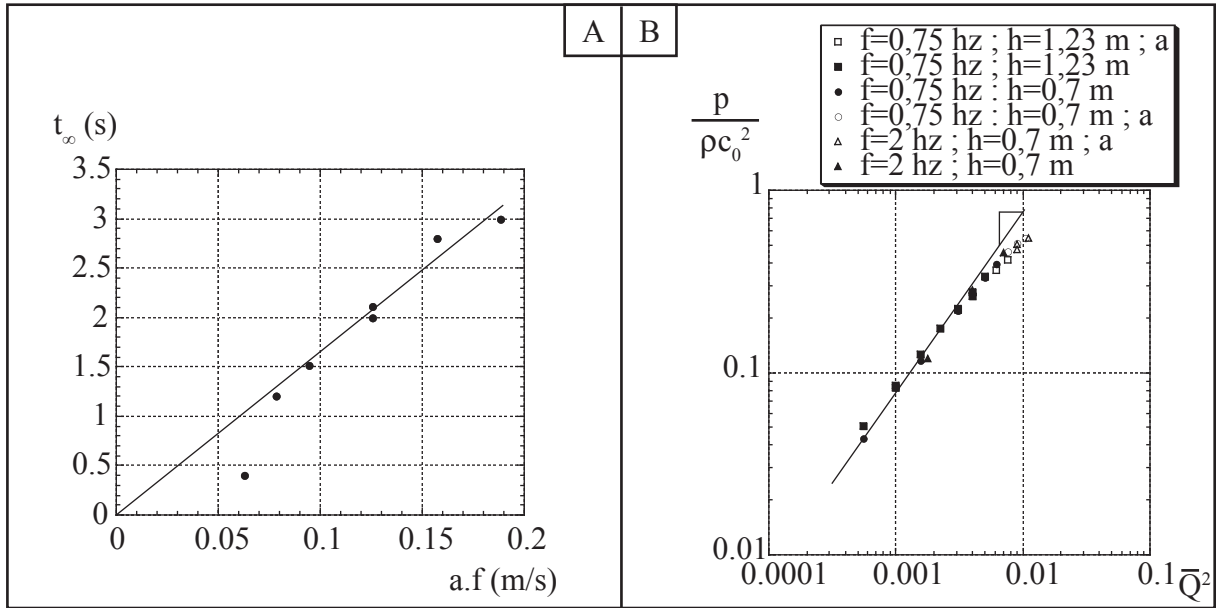 A
B
t∞ (s)
3.5
3
2.5
2
1.5
1
0.5
0
0 0.05 0.1 0.15 0.2
a.f (m/s)
□ f=0,75 hz ; h=1,23 m ; a
■ f=0,75 hz ; h=1,23 m
● f=0,75 hz : h=0,7 m
○ f=0,75 hz : h=0,7 m ; a
△ f=2 hz ; h=0,7 m ; a
▲ f=2 hz ; h=0,7 m
p
ρc₀²
1
0.1
0.01
0.0001 0.001 0.01 0.1
Q̅²